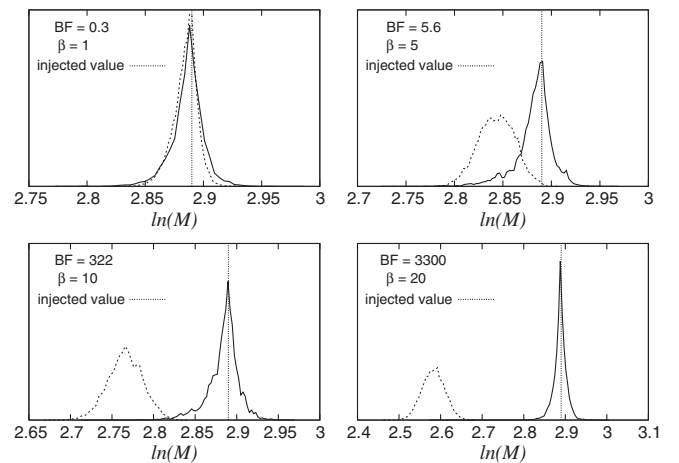 BF = 0.3
β = 1
injected value
2.75 2.8 2.85 2.9 2.95 3
ln(M)
BF = 5.6
β = 5
injected value
2.7 2.75 2.8 2.85 2.9 2.95 3
ln(M)
BF = 322
β = 10
injected value
2.65 2.7 2.75 2.8 2.85 2.9 2.95 3
ln(M)
BF = 3300
β = 20
injected value
2.4 2.5 2.6 2.7 2.8 2.9 3 3.1
ln(M)